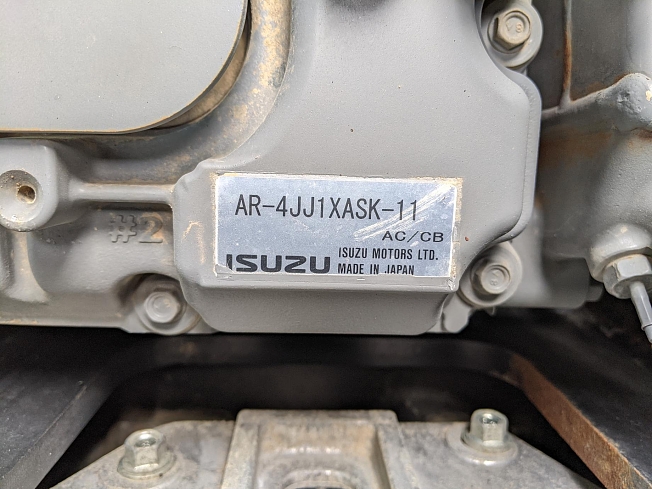 AR-4JJ1XASK-11
AC/CB
ISUZU
ISUZU MOTORS LTD.
MADE IN JAPAN
#2